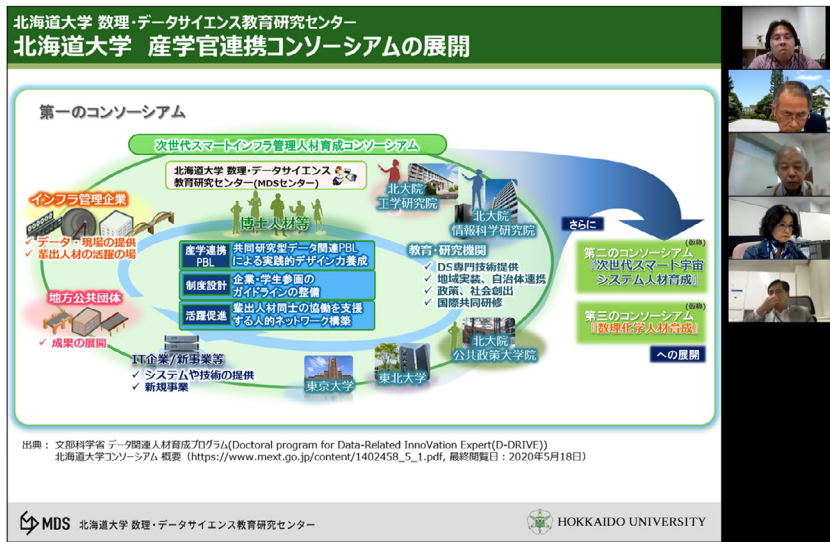 北海道大学 数理・データサイエンス教育研究センター
北海道大学 産学官連携コンソーシアムの展開
第一のコンソーシアム
次世代スマートインフラ管理人材育成コンソーシアム
北海道大学 数理・データサイエンス
教育研究センター(MDSセンター)
北大院
工学研究院
北大院
情報科学研究院
インフラ管理企業
✓ データ・現場の提供
✓ 輩出人材の活躍の場
博士人材等
産学連携
PBL
共同研究型データ関連PBL
による実践的デザイン力養成
制度設計
企業・学生参画の
ガイドラインの整備
活躍促進
輩出人材同士の協働を支援
する人的ネットワーク構築
教育・研究機関
✓ DS専門技術提供
✓ 地域実装、自治体連携
✓ 政策、社会創出
✓ 国際共同研修
地方公共団体
✓ 成果の展開
IT企業/新事業等
✓ システムや技術の提供
✓ 新規事業
東京大学
東北大学
北大院
公共政策大学院
さらに
(仮称)
第二のコンソーシアム
『次世代スマート宇宙
システム人材育成』
(仮称)
第三のコンソーシアム
『数理化学人材育成』
への展開
出典： 文部科学省 データ関連人材育成プログラム(Doctoral program for Data-Related InnoVation Expert(D-DRIVE))
北海道大学コンソーシアム 概要（https://www.mext.go.jp/content/1402458_5_1.pdf, 最終閲覧日：2020年5月18日）
MDS 北海道大学 数理・データサイエンス教育研究センター
HOKKAIDO UNIVERSITY